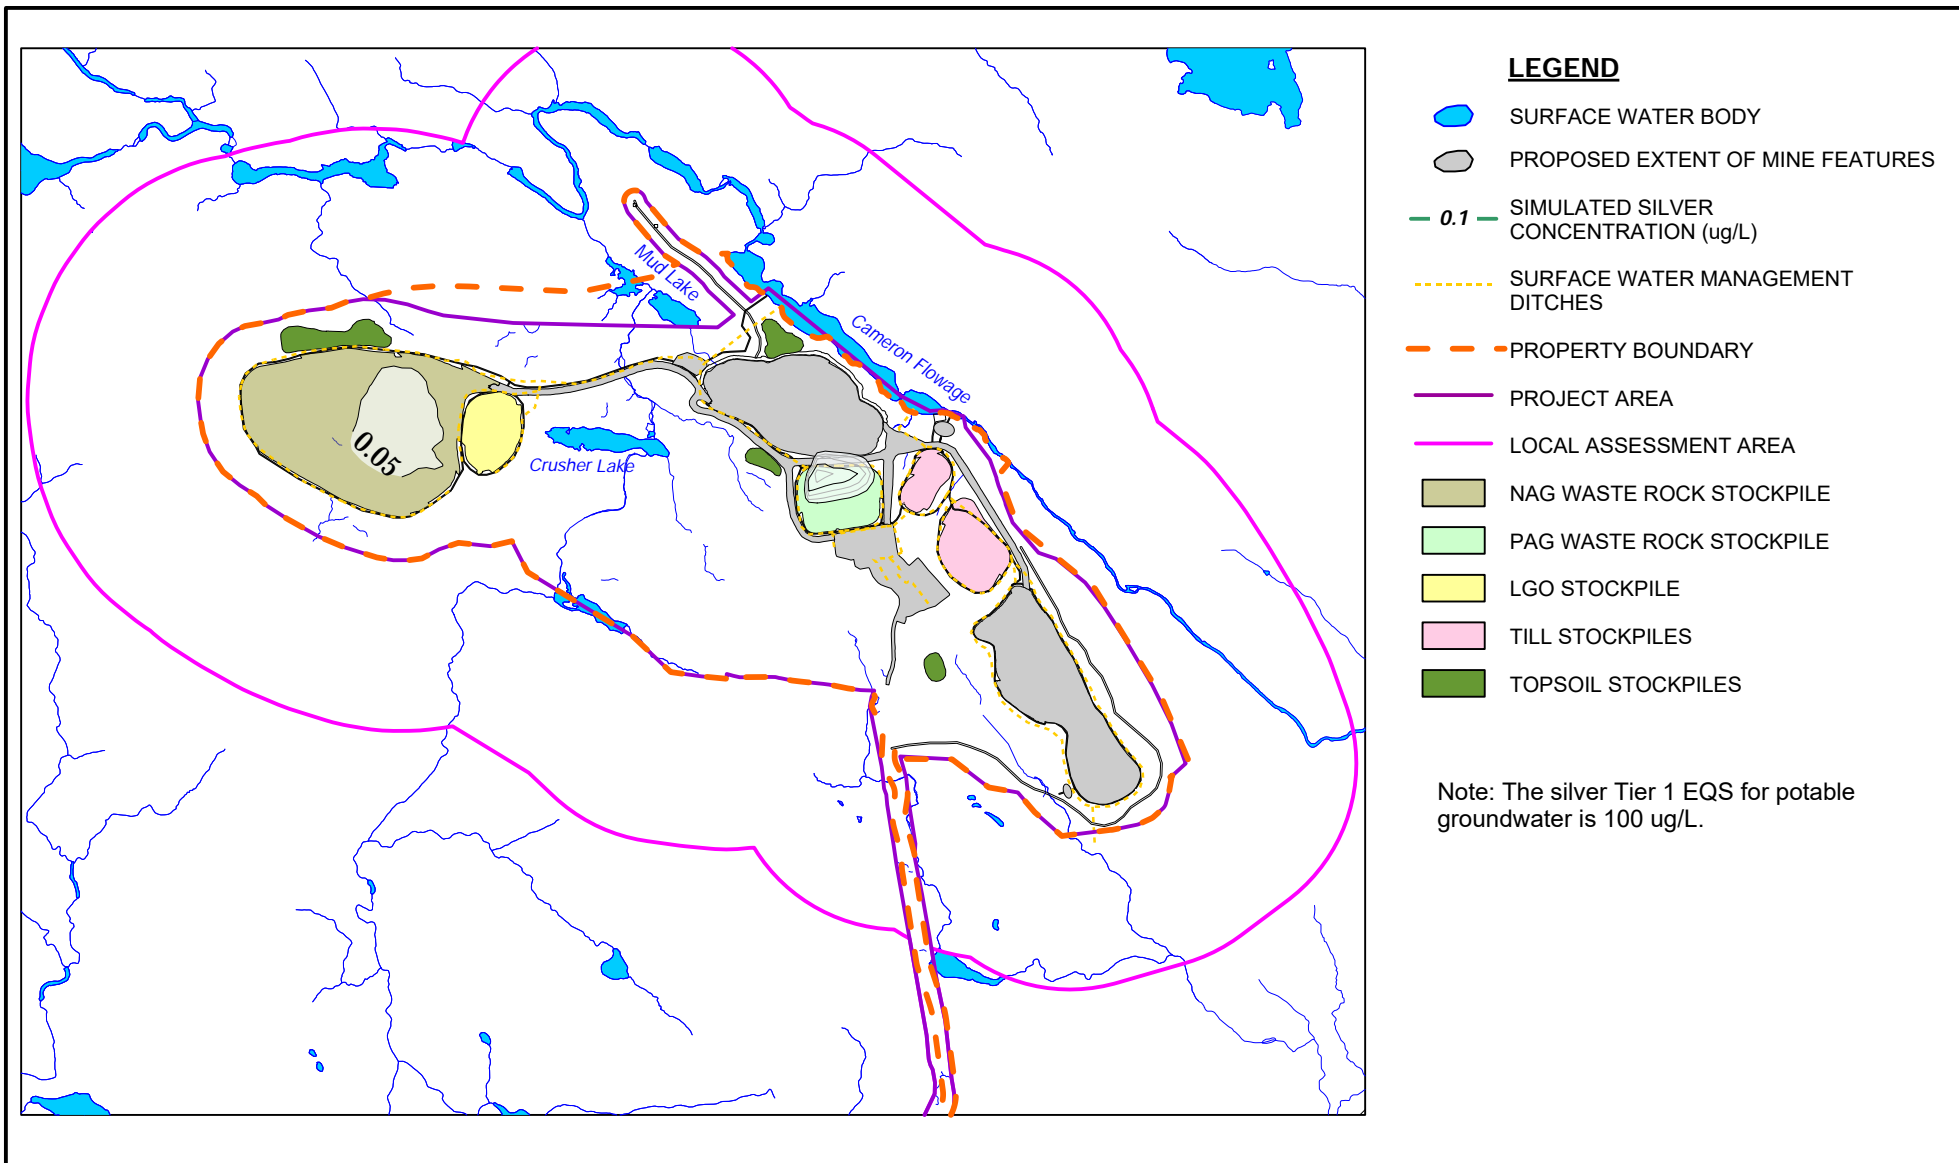 Mud Lake
Cameron Flowage
0.05
Crusher Lake
LEGEND
SURFACE WATER BODY
PROPOSED EXTENT OF MINE FEATURES
0.1
SIMULATED SILVER
CONCENTRATION (ug/L)
SURFACE WATER MANAGEMENT
DITCHES
PROPERTY BOUNDARY
PROJECT AREA
LOCAL ASSESSMENT AREA
NAG WASTE ROCK STOCKPILE
PAG WASTE ROCK STOCKPILE
LGO STOCKPILE
TILL STOCKPILES
TOPSOIL STOCKPILES
Note: The silver Tier 1 EQS for potable
groundwater is 100 ug/L.